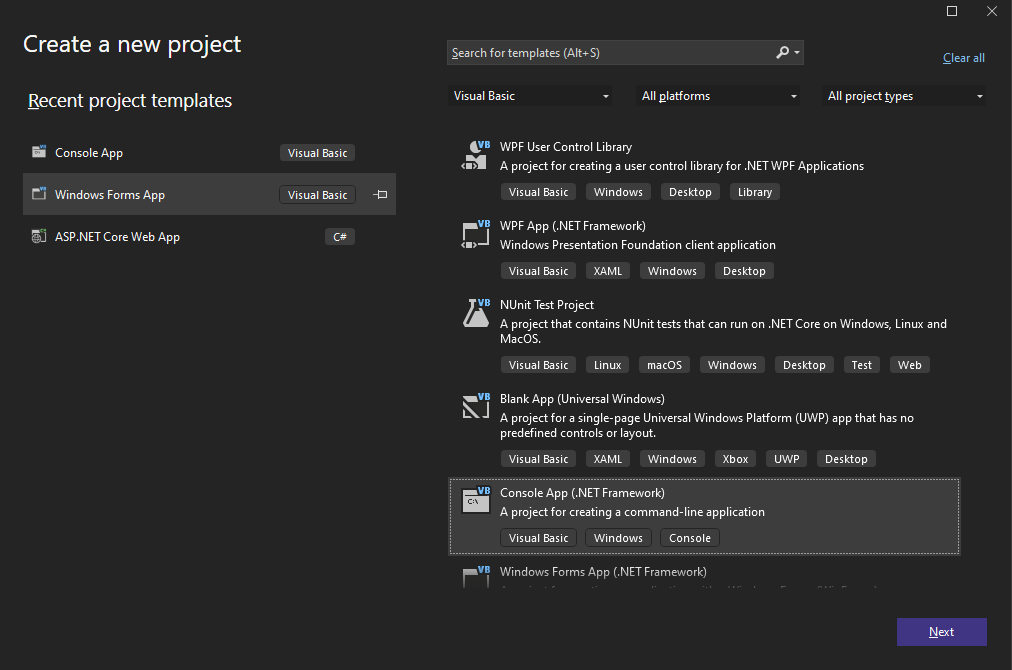 Create a new project
Search for templates (Alt+S)
Clear all
Recent project templates
Visual Basic
All platforms
All project types
Console App
Visual Basic
Windows Forms App
Visual Basic
ASP.NET Core Web App
C#
VB
WPF User Control Library
A project for creating a user control library for .NET WPF Applications
Visual Basic Windows Desktop Library
VB
WPF App (.NET Framework)
Windows Presentation Foundation client application
Visual Basic XAML Windows Desktop
VB
NUnit Test Project
A project that contains NUnit tests that can run on .NET Core on Windows, Linux and
MacOS.
Visual Basic Linux macOS Windows Desktop Test Web
VB
Blank App (Universal Windows)
A project for a single-page Universal Windows Platform (UWP) app that has no
predefined controls or layout.
Visual Basic XAML Windows Xbox UWP Desktop
VB
C:\
Console App (.NET Framework)
A project for creating a command-line application
Visual Basic Windows Console
VB
Windows Forms App (.NET Framework)
Next